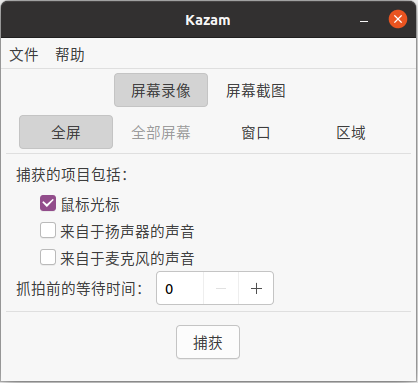 Kazam
文件 帮助
屏幕录像 屏幕截图
全屏 全部屏幕 窗口 区域
捕获的项目包括：
鼠标光标
来自于扬声器的声音
来自于麦克风的声音
抓拍前的等待时间： 0
捕获